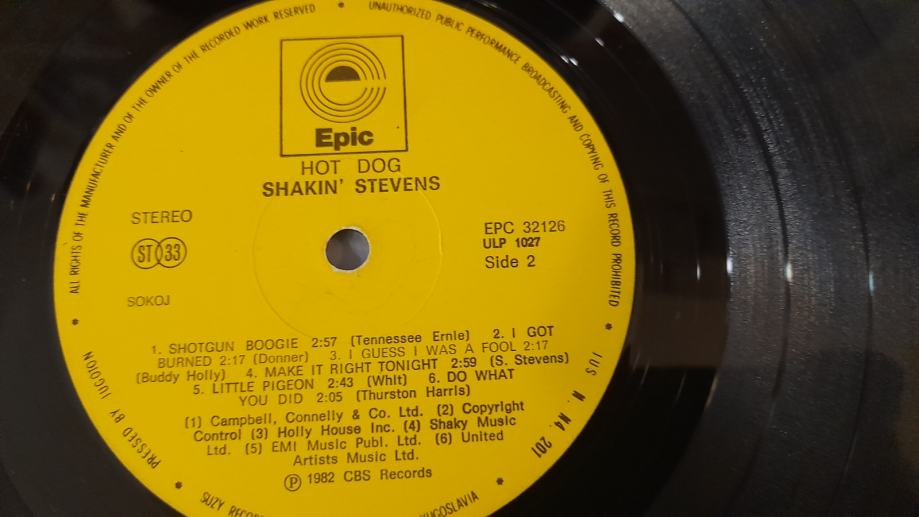 ALL RIGHTS OF THE MANUFACTURER AND OF THE OWNER OF THE RECORDED WORK RESERVED • UNAUTHORIZED PUBLIC PERFORMANCE BROADCASTING AND COPYING OF THIS RECORD PROHIBITED
Epic
HOT DOG
SHAKIN' STEVENS
STEREO
EPC 32126
ULP 1027
ST 33
Side 2
SOKOJ
1. SHOTGUN BOOGIE 2:57 (Tennessee Ernie) 2. I GOT
BURNED 2:17 (Donner) 3. I GUESS I WAS A FOOL 2:17
(Buddy Holly) 4. MAKE IT RIGHT TONIGHT 2:59 (S. Stevens)
5. LITTLE PIGEON 2:43 (Whit) 6. DO WHAT
YOU DID 2:05 (Thurston Harris)
(1) Campbell, Connelly & Co. Ltd. (2) Copyright
Control (3) Holly House Inc. (4) Shaky Music
Ltd. (5) EMI Music Publ. Ltd. (6) United
Artists Music Ltd.
Ⓟ 1982 CBS Records
PRESSED BY JUGOTON
SUZY
YUGOSLAVIA
JUS N. N4. 201